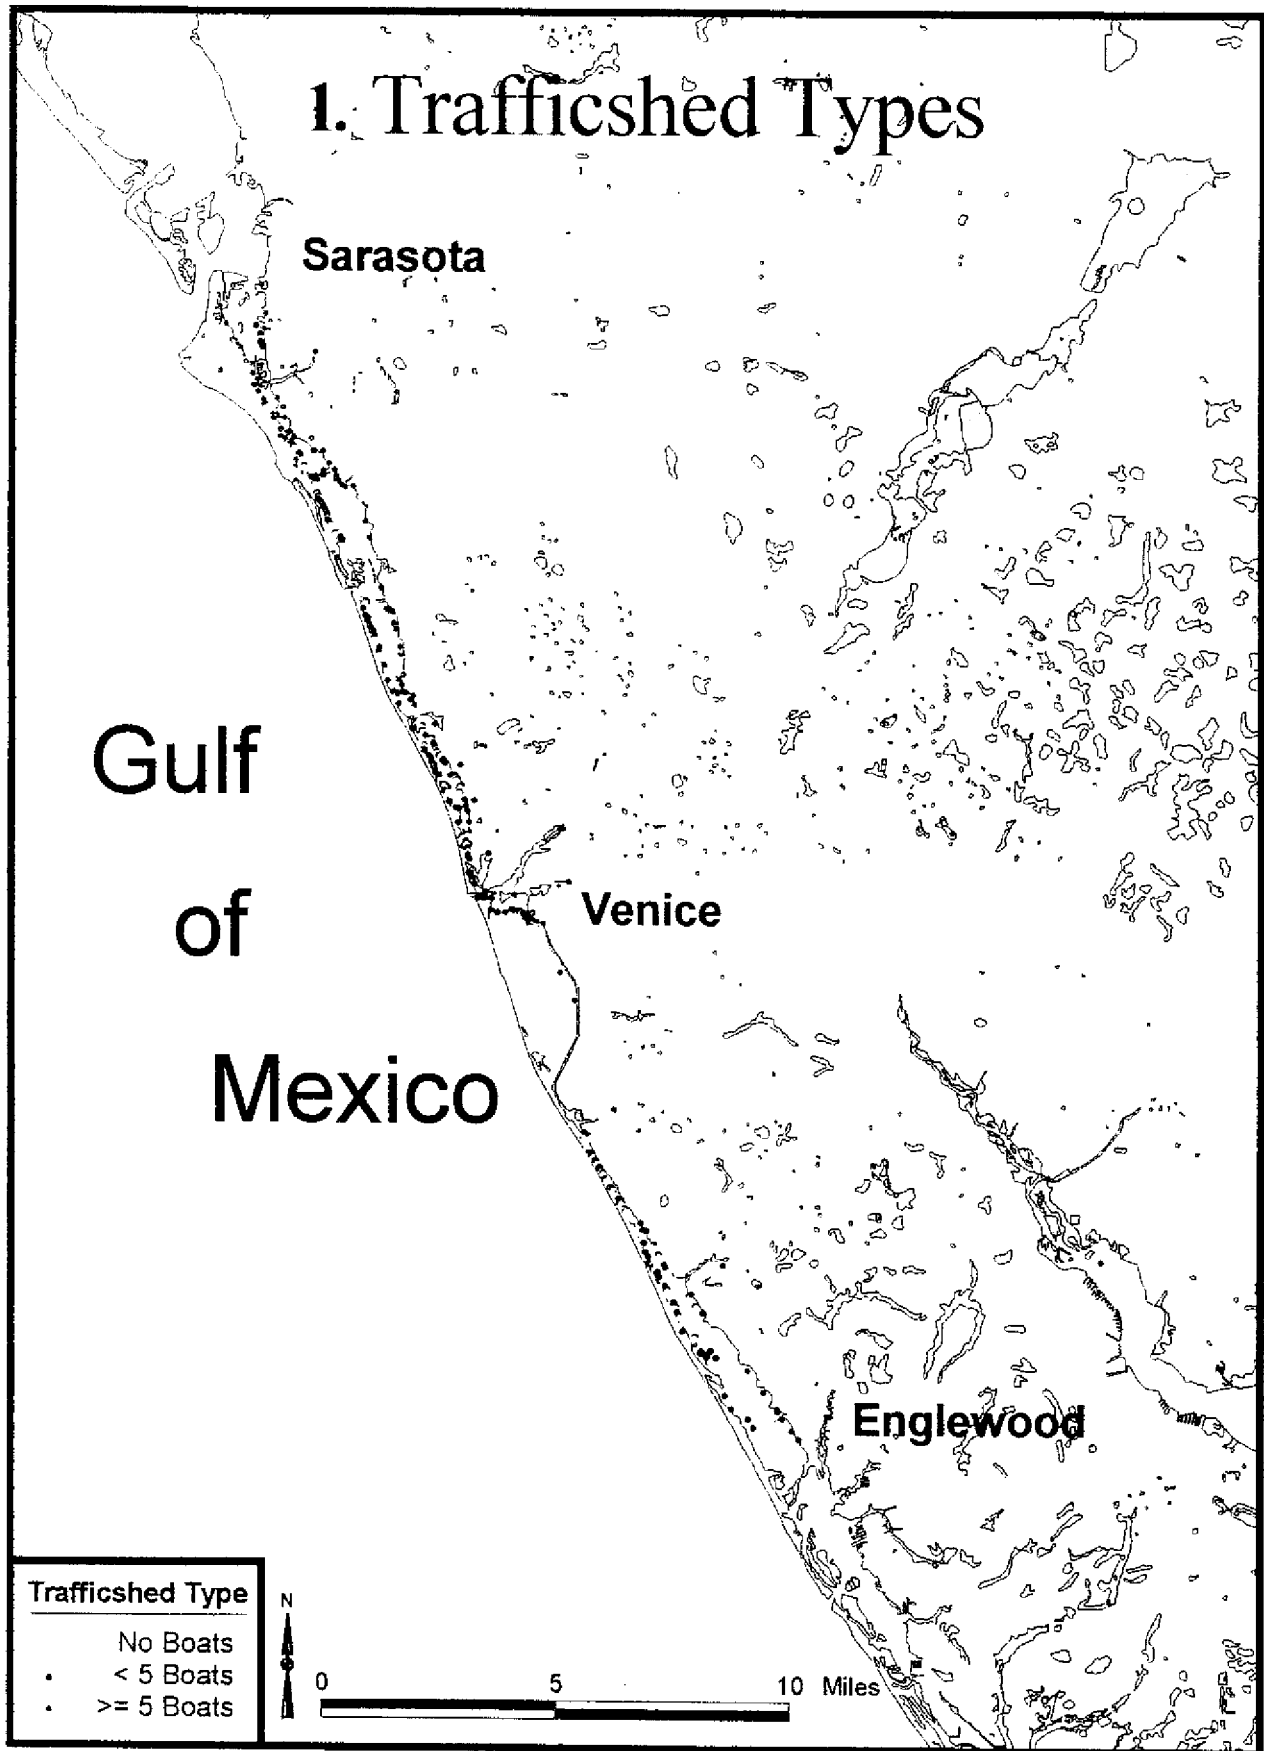 1. Trafficshed Types
Sarasota
Gulf
of
Mexico
Venice
Englewood
Trafficshed Type
No Boats
< 5 Boats
>= 5 Boats
N
0 5 10 Miles